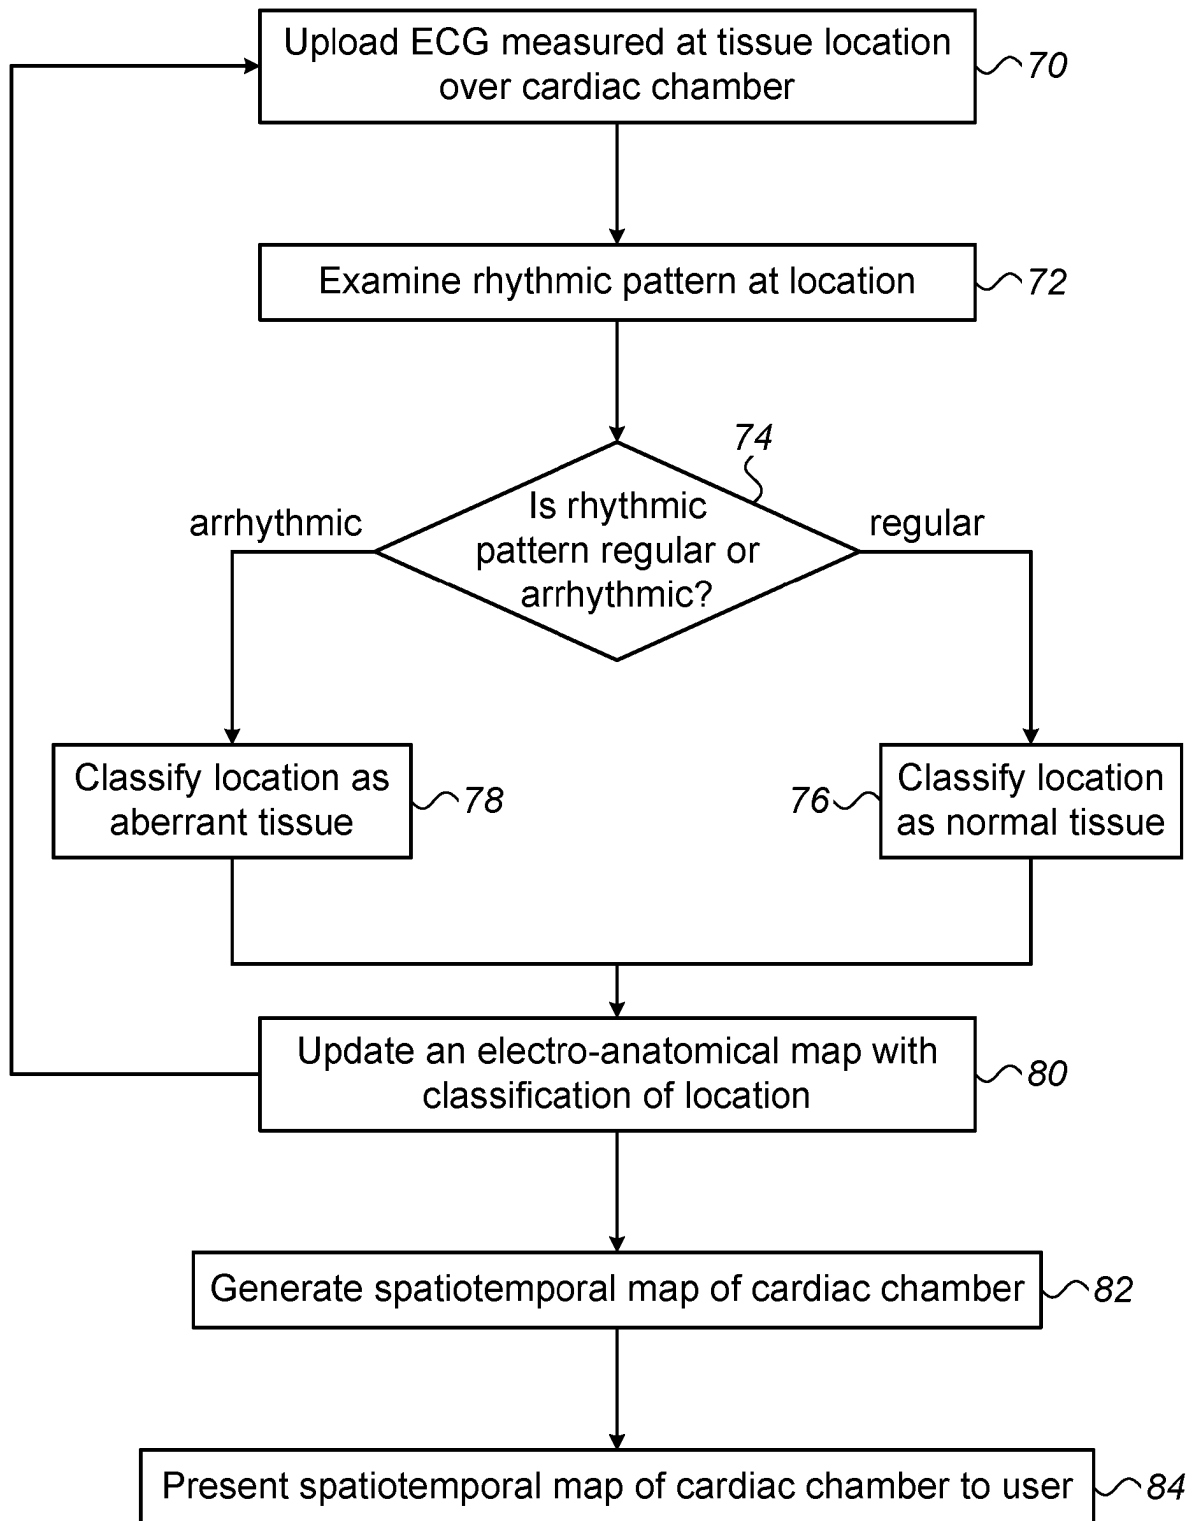 Upload ECG measured at tissue location
over cardiac chamber
70
Examine rhythmic pattern at location
72
74
Is rhythmic
pattern regular or
arrhythmic?
arrhythmic
regular
Classify location as
aberrant tissue
78
76
Classify location
as normal tissue
Update an electro-anatomical map with
classification of location
80
Generate spatiotemporal map of cardiac chamber
82
Present spatiotemporal map of cardiac chamber to user
84